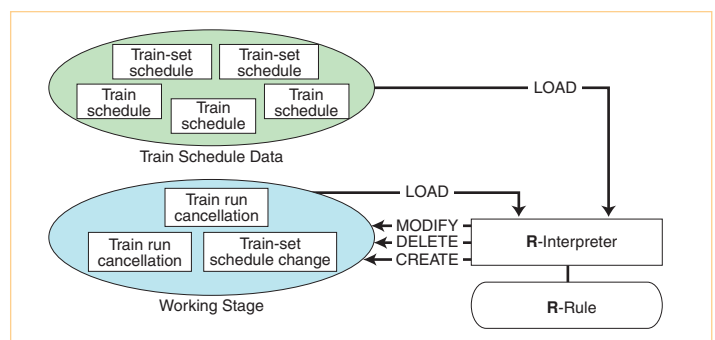 Train-set
schedule
Train-set
schedule
Train
schedule
Train
schedule
Train
schedule
LOAD
Train Schedule Data
Train run
cancellation
LOAD
Train run
cancellation
Train-set
schedule change
MODIFY
DELETE
CREATE
R-Interpreter
Working Stage
R-Rule